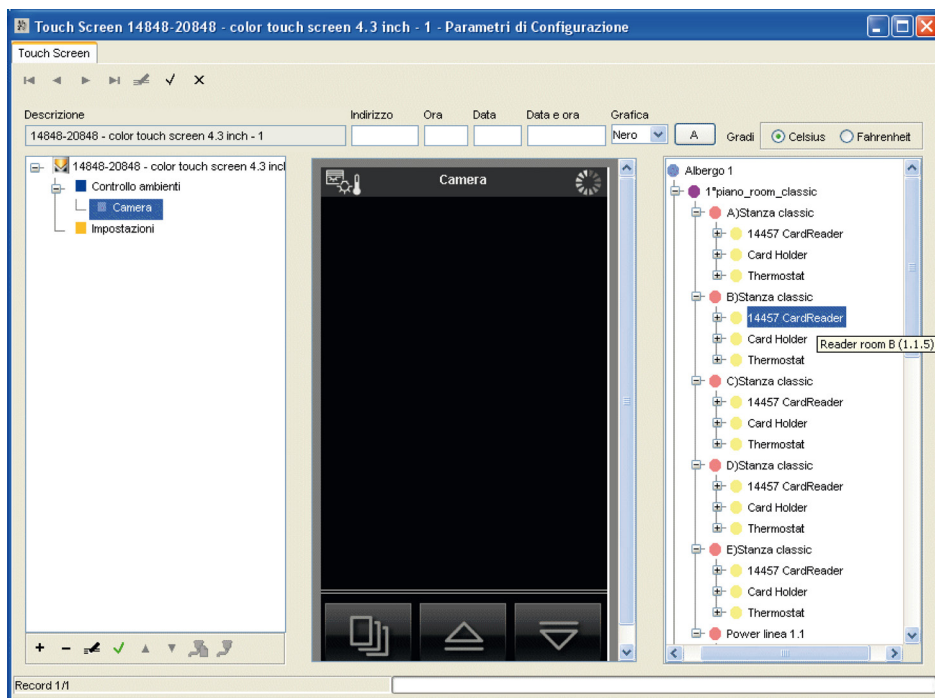 Touch Screen 14848-20848 - color touch screen 4.3 inch - 1 - Parametri di Configurazione
Touch Screen
Descrizione Indirizzo Ora Data Data e ora Grafica
14848-20848 - color touch screen 4.3 inch - 1 Nero A Gradi Celsius Fahrenheit
14848-20848 - color touch screen 4.3 incl
Controllo ambienti
Camera
Impostazioni
Camera
Albergo 1
1°piano_room_classic
A)Stanza classic
14457 CardReader
Card Holder
Thermostat
B)Stanza classic
14457 CardReader
Card Holder
Reader room B (1.1.5)
Thermostat
C)Stanza classic
14457 CardReader
Card Holder
Thermostat
D)Stanza classic
14457 CardReader
Card Holder
Thermostat
E)Stanza classic
14457 CardReader
Card Holder
Thermostat
Power linea 1.1
Record 1/1